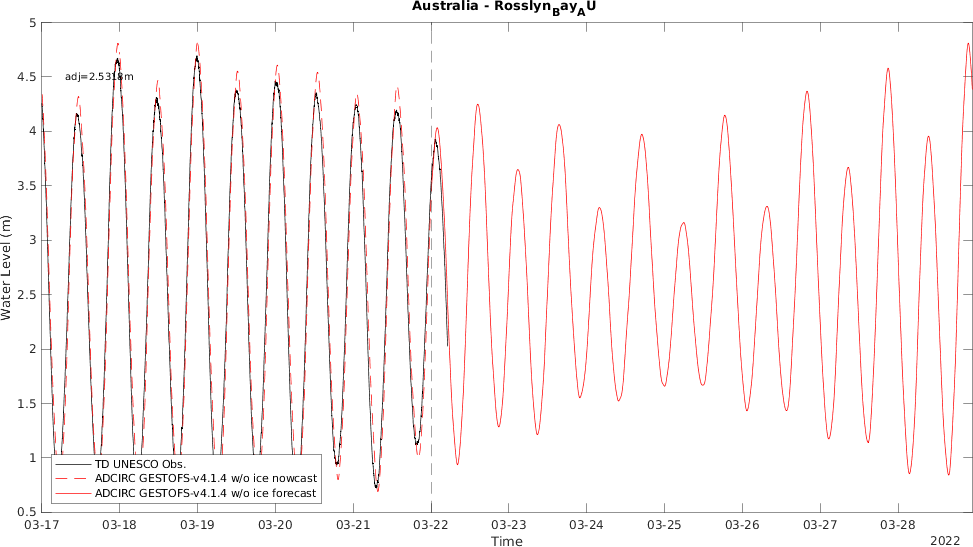 Australia - RosslynBayAU
5
4.5
4
3.5
3
2.5
2
1.5
1
0.5
Water Level (m)
adj=2.5318m
TD UNESCO Obs.
ADCIRC GESTOFS-v4.1.4 w/o ice nowcast
ADCIRC GESTOFS-v4.1.4 w/o ice forecast
03-17 03-18 03-19 03-20 03-21 03-22 03-23 03-24 03-25 03-26 03-27 03-28
Time
2022